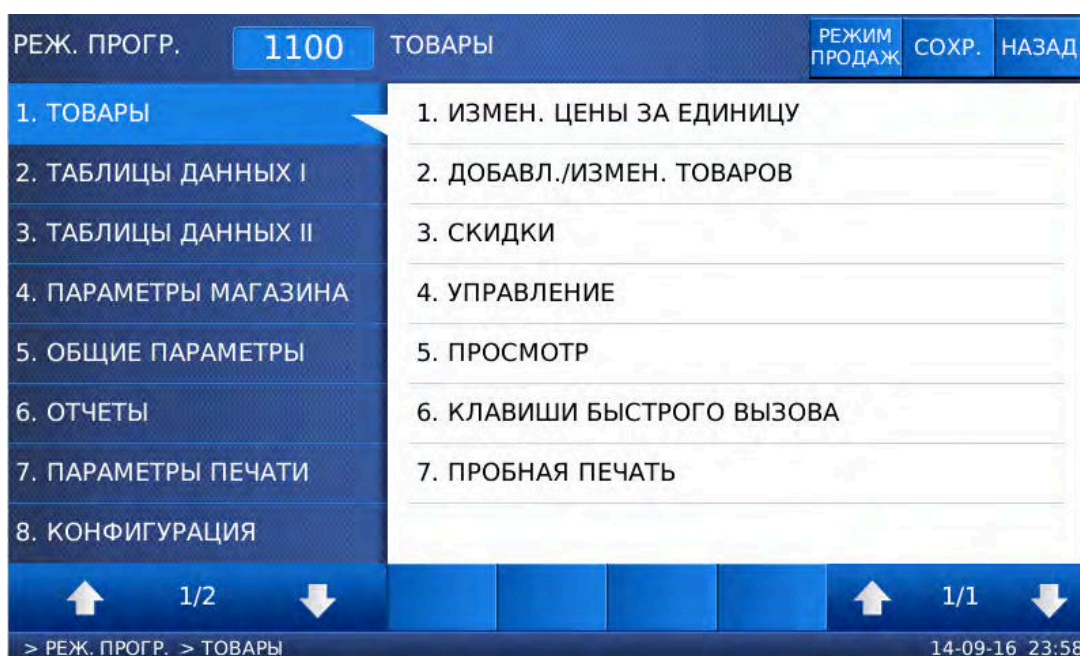 РЕЖ. ПРОГР. 1100 ТОВАРЫ РЕЖИМ ПРОДАЖ СОХР. НАЗАД
1. ТОВАРЫ
2. ТАБЛИЦЫ ДАННЫХ I
3. ТАБЛИЦЫ ДАННЫХ II
4. ПАРАМЕТРЫ МАГАЗИНА
5. ОБЩИЕ ПАРАМЕТРЫ
6. ОТЧЕТЫ
7. ПАРАМЕТРЫ ПЕЧАТИ
8. КОНФИГУРАЦИЯ
1. ИЗМЕН. ЦЕНЫ ЗА ЕДИНИЦУ
2. ДОБАВЛ./ИЗМЕН. ТОВАРОВ
3. СКИДКИ
4. УПРАВЛЕНИЕ
5. ПРОСМОТР
6. КЛАВИШИ БЫСТРОГО ВЫЗОВА
7. ПРОБНАЯ ПЕЧАТЬ
1/2 1/1
> РЕЖ. ПРОГР. > ТОВАРЫ 14-09-16 23:58